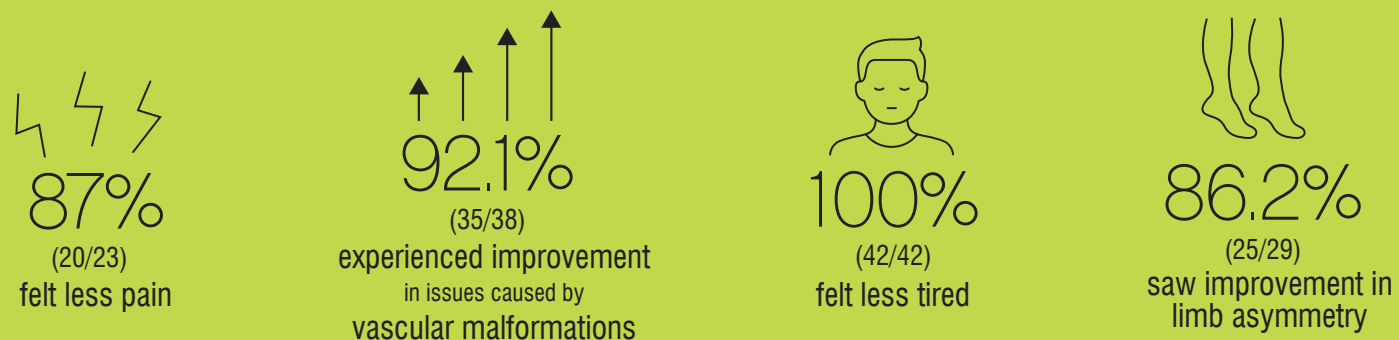 87%
(20/23)
felt less pain
92.1%
(35/38)
experienced improvement
in issues caused by
vascular malformations
100%
(42/42)
felt less tired
86.2%
(25/29)
saw improvement in
limb asymmetry